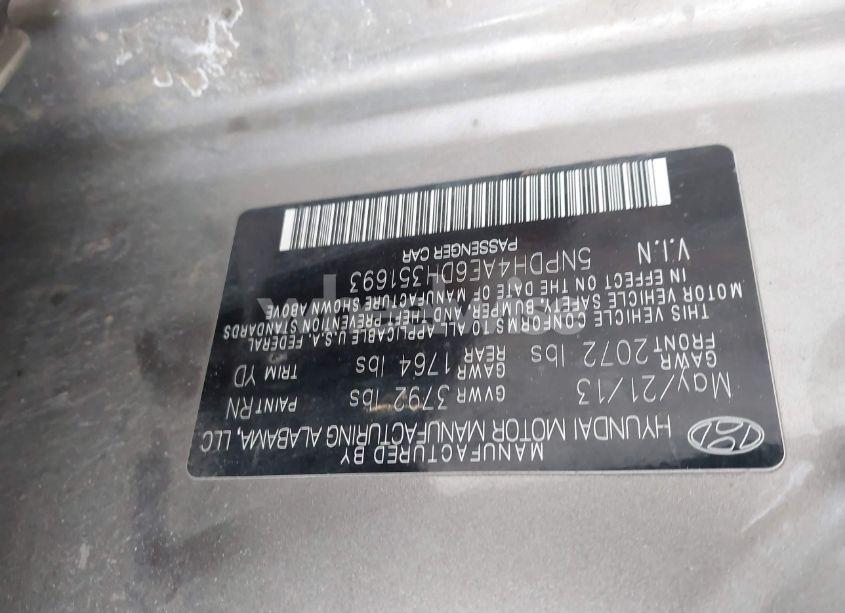 MANUFACTURED BY
HYUNDAI MOTOR MANUFACTURING ALABAMA, LLC
May/21/13 GVWR 3792 lbs PAINT RN
GAWR FRONT 2072 lbs GAWR REAR 1764 lbs TRIM YD
THIS VEHICLE CONFORMS TO ALL APPLICABLE U.S.A. FEDERAL
MOTOR VEHICLE SAFETY, BUMPER AND THEFT PREVENTION STANDARDS
IN EFFECT ON THE DATE OF MANUFACTURE SHOWN ABOVE
V.I.N 5NPDH4AE6DH351693
PASSENGER CAR